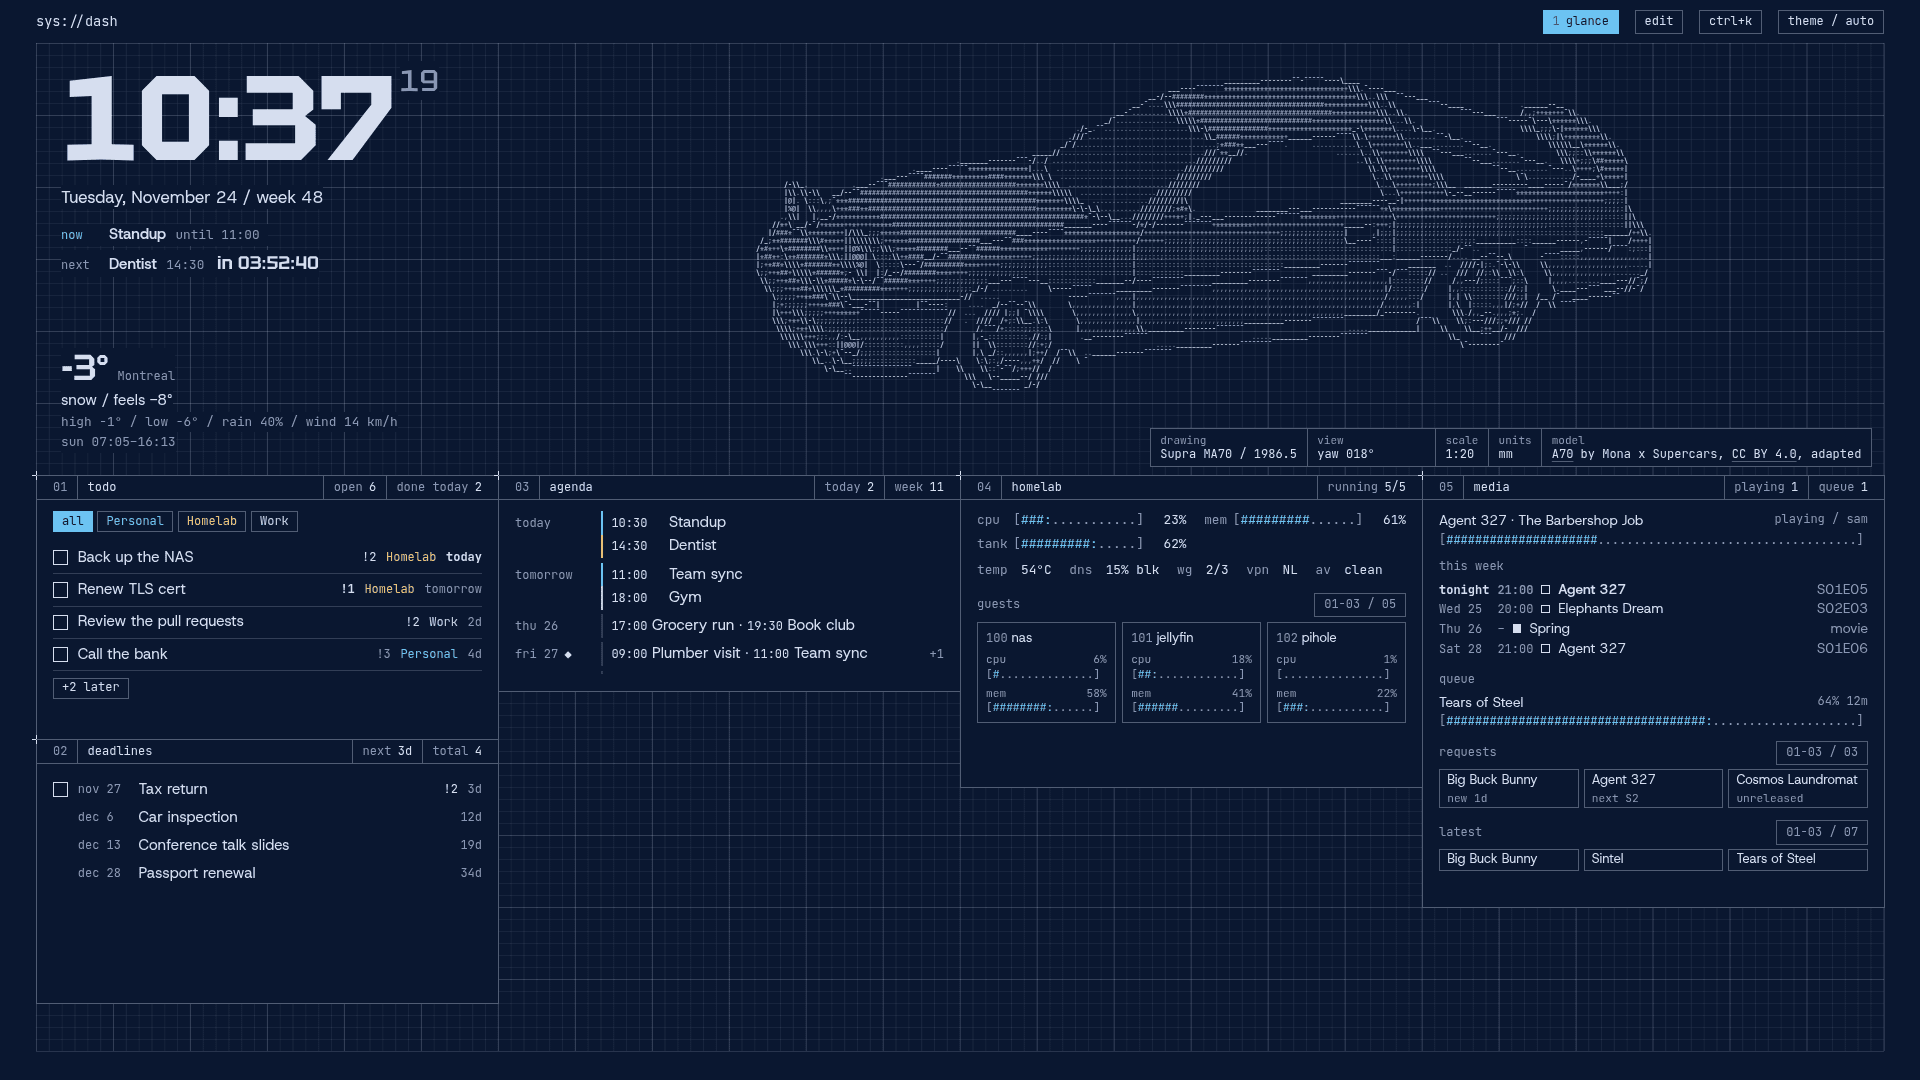 sys://dash
1 glance
edit
ctrl+k
theme / auto
10:37 19
Tuesday, November 24 / week 48
now Standup until 11:00
next Dentist 14:30 in 03:52:40
-3° Montreal
snow / feels −8°
high -1° / low -6° / rain 40% / wind 14 km/h
sun 07:05–16:13
drawing
Supra MA70 / 1986.5
view
yaw 018°
scale
1:20
units
mm
model
A70 by Mona x Supercars, CC BY 4.0, adapted
01 todo open 6 done today 2
all Personal Homelab Work
Back up the NAS !2 Homelab today
Renew TLS cert !1 Homelab tomorrow
Review the pull requests !2 Work 2d
Call the bank !3 Personal 4d
+2 later
02 deadlines next 3d total 4
nov 27 Tax return !2 3d
dec 6 Car inspection 12d
dec 13 Conference talk slides 19d
dec 28 Passport renewal 34d
03 agenda today 2 week 11
today 10:30 Standup
14:30 Dentist
tomorrow 11:00 Team sync
18:00 Gym
thu 26 17:00 Grocery run · 19:30 Book club
fri 27 ◆ 09:00 Plumber visit · 11:00 Team sync +1
04 homelab running 5/5
cpu [###:...........] 23% mem [#########......] 61%
tank [#########:.....] 62%
temp 54°C dns 15% blk wg 2/3 vpn NL av clean
guests 01-03 / 05
100 nas
cpu 6%
[#..............]
mem 58%
[########:......]
101 jellyfin
cpu 18%
[##:............]
mem 41%
[######.........]
102 pihole
cpu 1%
[...............]
mem 22%
[###:...........]
05 media playing 1 queue 1
Agent 327 · The Barbershop Job playing / sam
[#####################....................................]
this week
tonight 21:00 Agent 327 S01E05
Wed 25 20:00 Elephants Dream S02E03
Thu 26 – Spring movie
Sat 28 21:00 Agent 327 S01E06
queue
Tears of Steel 64% 12m
[####################################:....................]
requests 01-03 / 03
Big Buck Bunny
new 1d
Agent 327
next S2
Cosmos Laundromat
unreleased
latest 01-03 / 07
Big Buck Bunny
Sintel
Tears of Steel